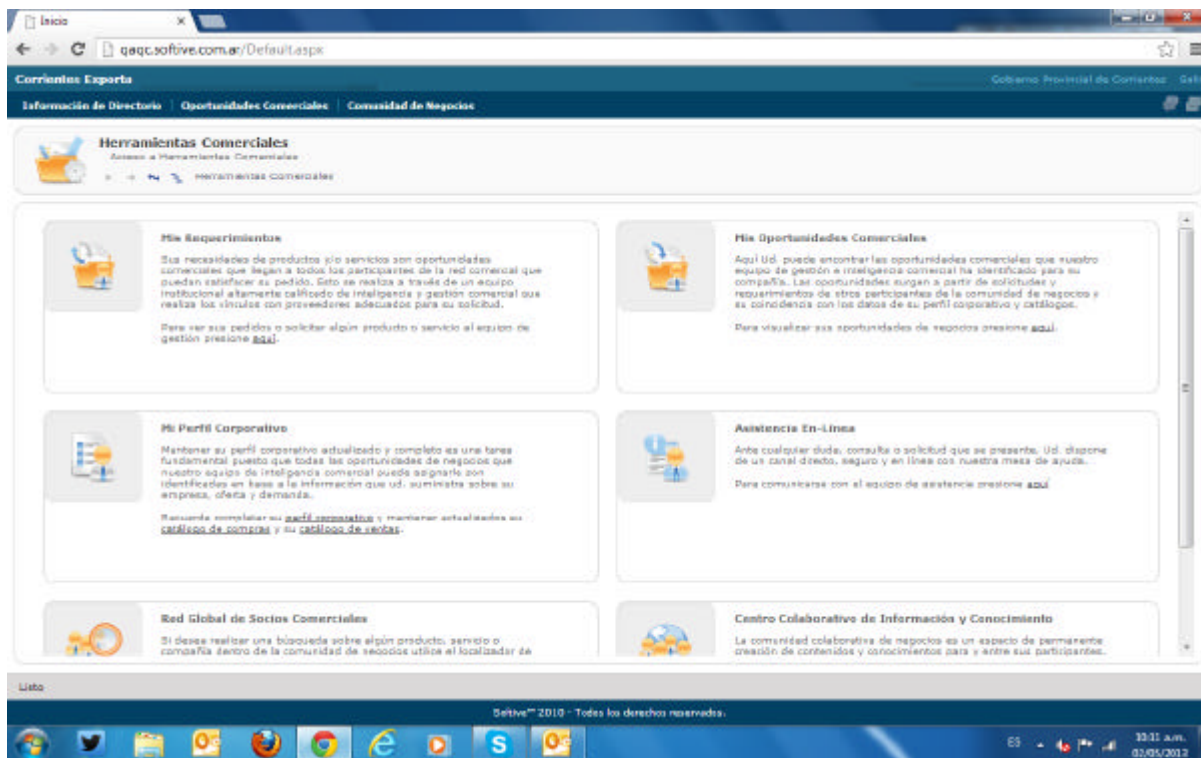 Inicio
qaqc.softive.com.ar/Default.aspx
Corrientes Exporta
Gobierno Provincial de Corrientes
Información de Directorio | Oportunidades Comerciales | Comunidad de Negocios
Herramientas Comerciales
Acceso a Herramientas Comerciales
Herramientas Comerciales
Mis Requerimientos
Sus necesidades de productos y/o servicios son oportunidades
comerciales que llegan a todos los participantes de la red comercial que
puedan satisfacer su pedido. Esto se realiza a través de un equipo
institucional altamente calificado de inteligencia y gestión comercial que
realiza los vínculos con proveedores adecuados para su solicitud.
Para ver sus pedidos o solicitar algún producto o servicio al equipo de
gestión presione aquí.
Mis Oportunidades Comerciales
Aquí Ud. puede encontrar las oportunidades comerciales que nuestro
equipo de gestión e inteligencia comercial ha identificado para su
compañía. Las oportunidades surgen a partir de solicitudes y
requerimientos de otros participantes de la comunidad de negocios y
su coincidencia con los datos de su perfil corporativo y catálogos.
Para visualizar sus oportunidades de negocios presione aquí.
Mi Perfil Corporativo
Mantener su perfil corporativo actualizado y completo es una tarea
fundamental puesto que todas las oportunidades de negocios que
nuestro equipo de inteligencia comercial pueda asignarle son
identificadas en base a la información que ud. suministra sobre su
empresa, oferta y demanda.
Recuerde completar su perfil corporativo y mantener actualizados su
catálogo de compras y su catálogo de ventas.
Asistencia En-Línea
Ante cualquier duda, consulta o solicitud que se presente, Ud. dispone
de un canal directo, seguro y en línea con nuestra mesa de ayuda.
Para comunicarse con el equipo de asistencia presione aquí
Red Global de Socios Comerciales
Si desea realizar una búsqueda sobre algún producto, servicio o
compañía dentro de la comunidad de negocios utilice el localizador de
Centro Colaborativo de Información y Conocimiento
La comunidad colaborativa de negocios es un espacio de permanente
creación de contenidos y conocimientos para y entre sus participantes.
Listo
Softive™ 2010 - Todos los derechos reservados.
ES
10:11 a.m.
02/05/2012